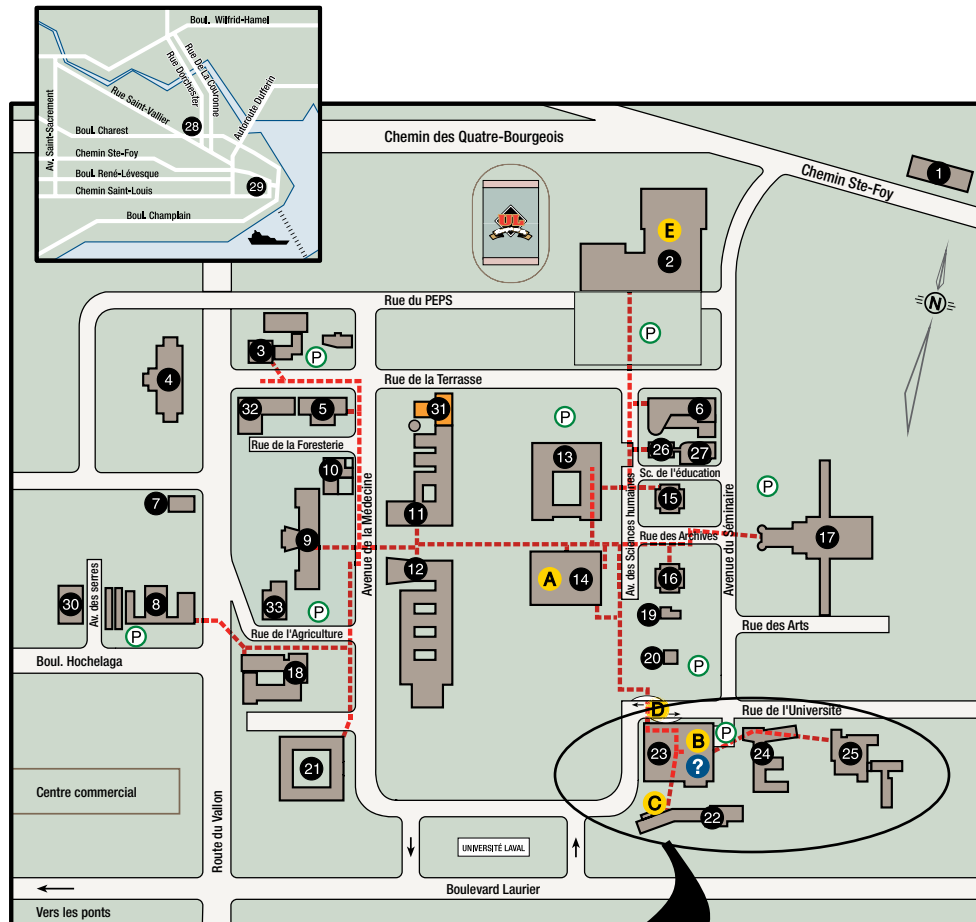 Boul. Wilfrid-Hamel
Rue De La Couronne
Rue Dorchester
Rue Saint-Vallier
Autoroute Dufferin
Av. Saint-Sacrement
28
Boul. Charest
Chemin Ste-Foy
Boul. René-Lévesque
29
Chemin Saint-Louis
Boul. Champlain
Chemin des Quatre-Bourgeois
1
Chemin Ste-Foy
UL
E
2
N
Rue du PEPS
P
3
P
4
Rue de la Terrasse
32
5
31
P
6
Rue de la Foresterie
26
27
13
10
Sc. de l'éducation
P
7
15
11
Avenue de la Médecine
Av. des Sciences humaines
Avenue du Séminaire
9
Rue des Archives
17
12
A
14
16
30
Av. des serres
8
33
P
19
P
Rue de l'Agriculture
Rue des Arts
Boul. Hochelaga
18
20
P
D
Rue de l'Université
B
P
23
24
25
?
21
Centre commercial
Route du Vallon
C
22
UNIVERSITÉ LAVAL
Boulevard Laurier
Vers les ponts